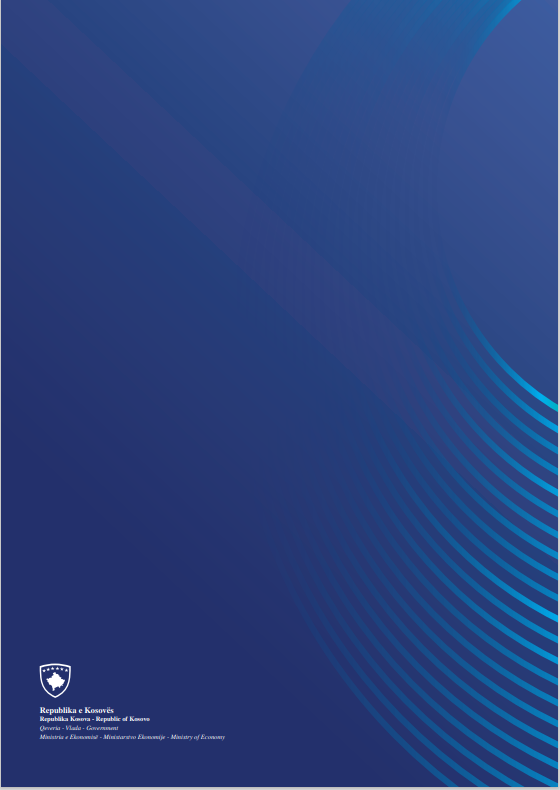 Republika e Kosovës
Republika Kosova - Republic of Kosovo
Qeveria - Vlada - Government
Ministria e Ekonomisë - Ministarstvo Ekonomije - Ministry of Economy